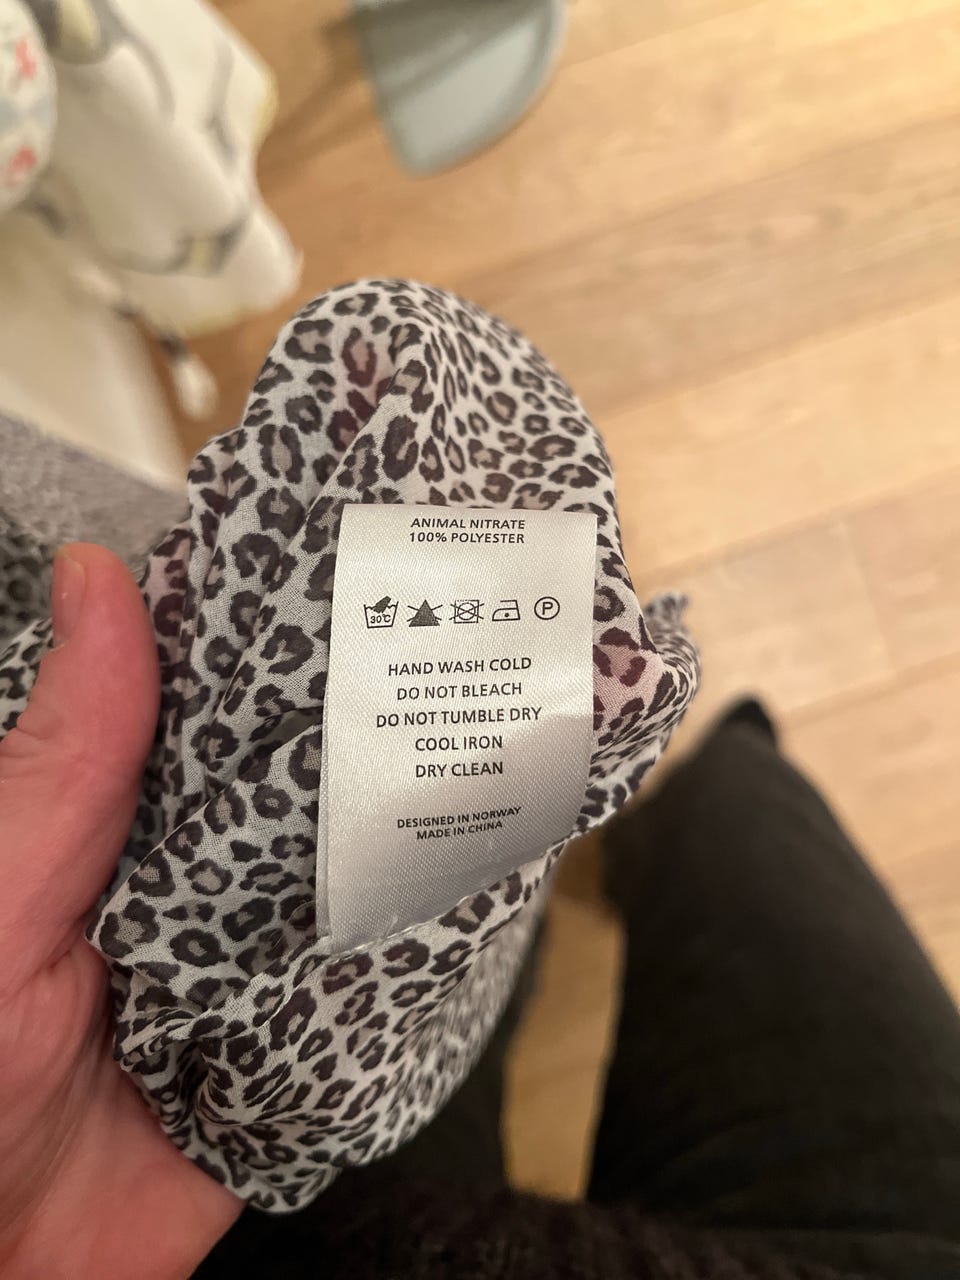 ANIMAL NITRATE
100% POLYESTER
30°C P
HAND WASH COLD
DO NOT BLEACH
DO NOT TUMBLE DRY
COOL IRON
DRY CLEAN
DESIGNED IN NORWAY
MADE IN CHINA